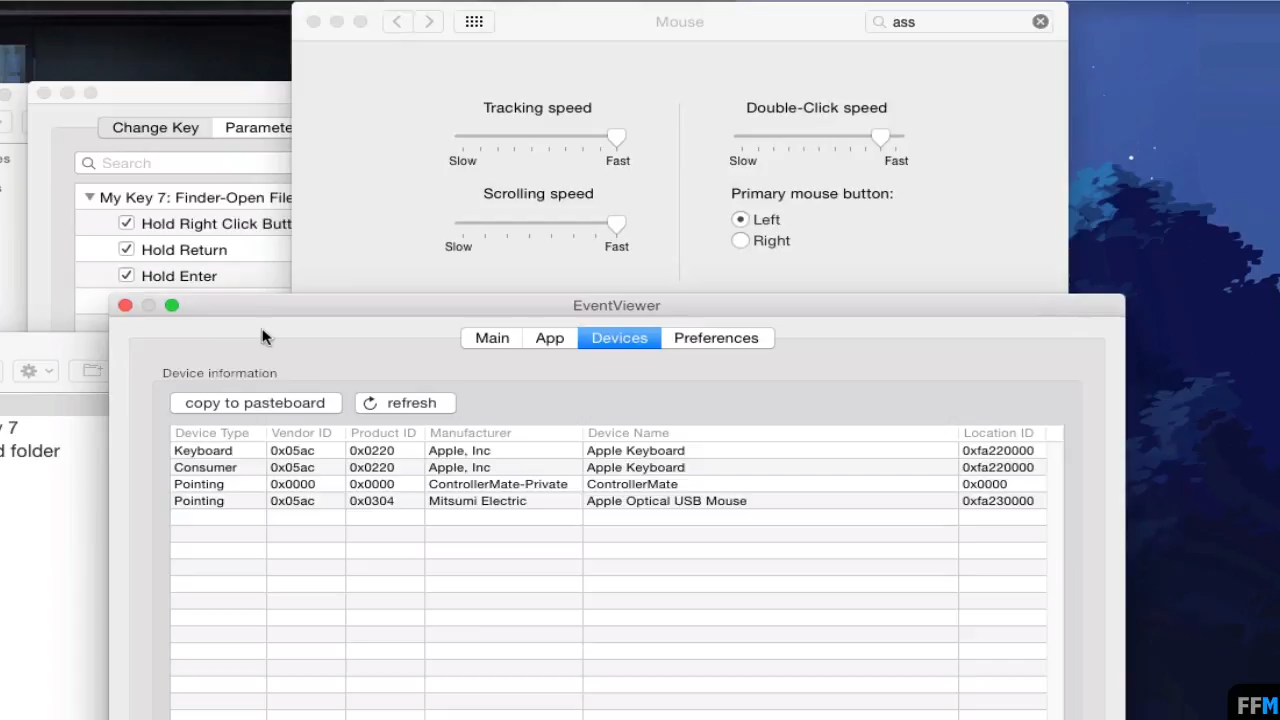 Mouse
ass
Tracking speed
Double-Click speed
Slow Fast
Slow Fast
Scrolling speed
Primary mouse button:
Slow Fast
Left
Right
Change Key
Search
My Key 7: Finder-Open File
Hold Right Click
Hold Return
Hold Enter
EventViewer
Main App Devices Preferences
Device information
copy to pasteboard refresh
Device Type Vendor ID Product ID Manufacturer Device Name Location ID
Keyboard 0x05ac 0x0220 Apple, Inc Apple Keyboard 0xfa220000
Consumer 0x05ac 0x0220 Apple, Inc Apple Keyboard 0xfa220000
Pointing 0x0000 0x0000 ControllerMate-Private ControllerMate 0x0000
Pointing 0x05ac 0x0304 Mitsumi Electric Apple Optical USB Mouse 0xfa230000
7
folder
FFM